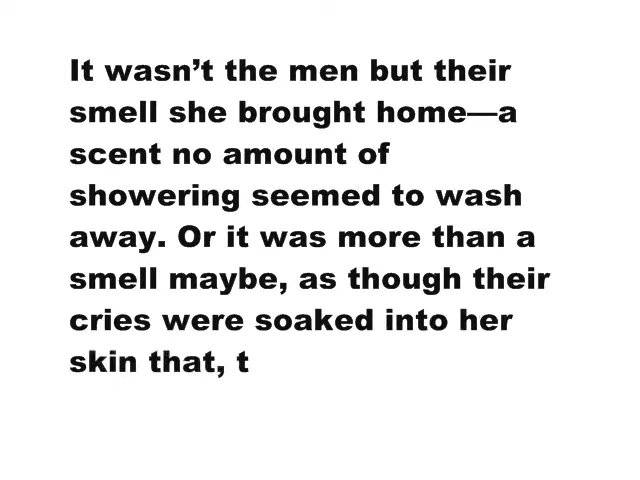 It wasn’t the men but their
smell she brought home—a
scent no amount of
showering seemed to wash
away. Or it was more than a
smell maybe, as though their
cries were soaked into her
skin that, t